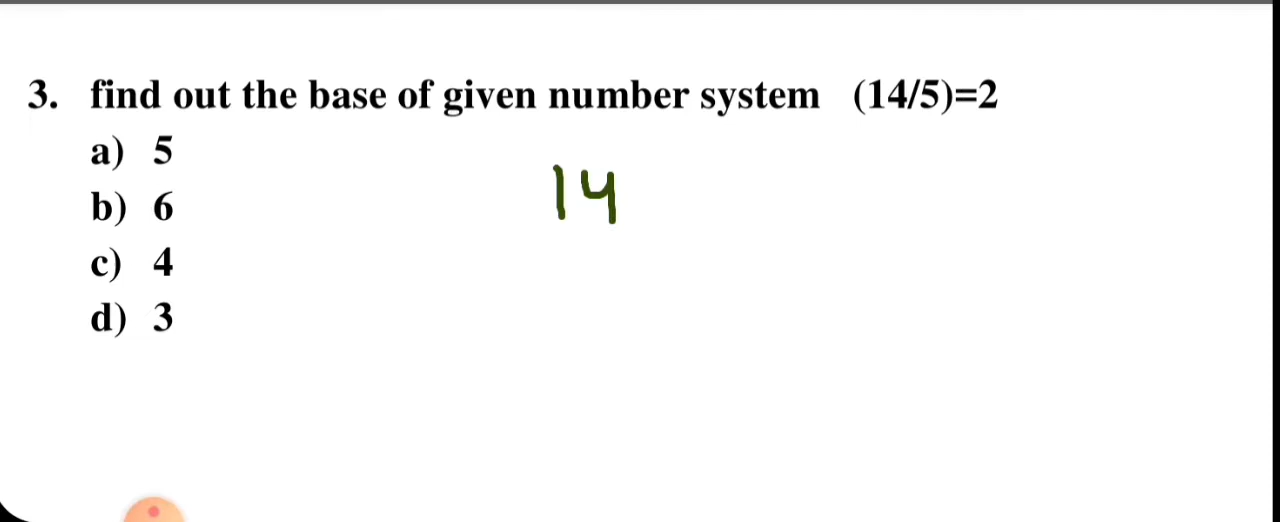 3. find out the base of given number system (14/5)=2
a) 5
b) 6
14
c) 4
d) 3